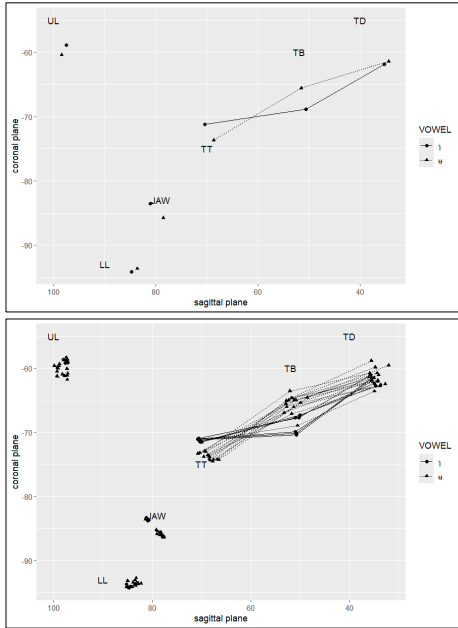 UL
TD
TB
-60
-70
TT
VOWEL
ɿ
ʉ
coronal plane
-80
JAW
-90
LL
100
80
60
40
sagittal plane
UL
TD
-60
TB
-70
TT
VOWEL
ɿ
ʉ
coronal plane
-80
JAW
-90
LL
100
80
60
40
sagittal plane